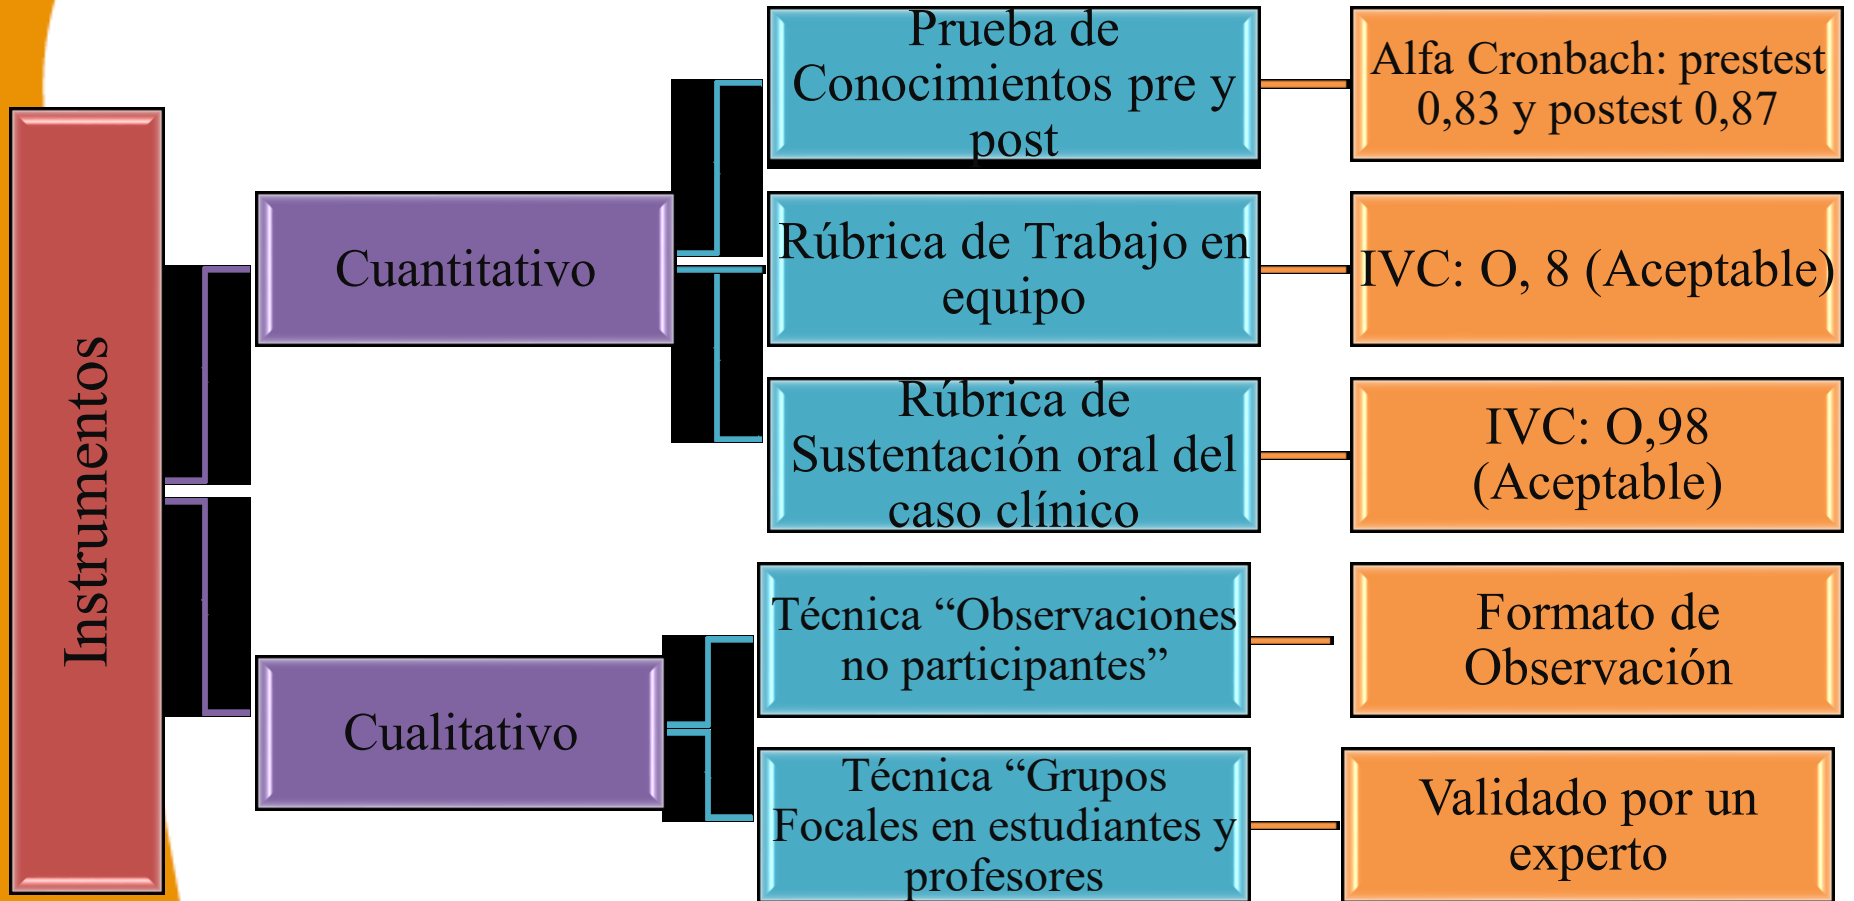 Instrumentos
Cuantitativo
Prueba de
Conocimientos pre y
post
Alfa Cronbach: prestest
0,83 y postest 0,87
Rúbrica de Trabajo en
equipo
IVC: O, 8 (Aceptable)
Rúbrica de
Sustentación oral del
caso clínico
IVC: O,98
(Aceptable)
Cualitativo
Técnica “Observaciones
no participantes”
Formato de
Observación
Técnica “Grupos
Focales en estudiantes y
profesores
Validado por un
experto